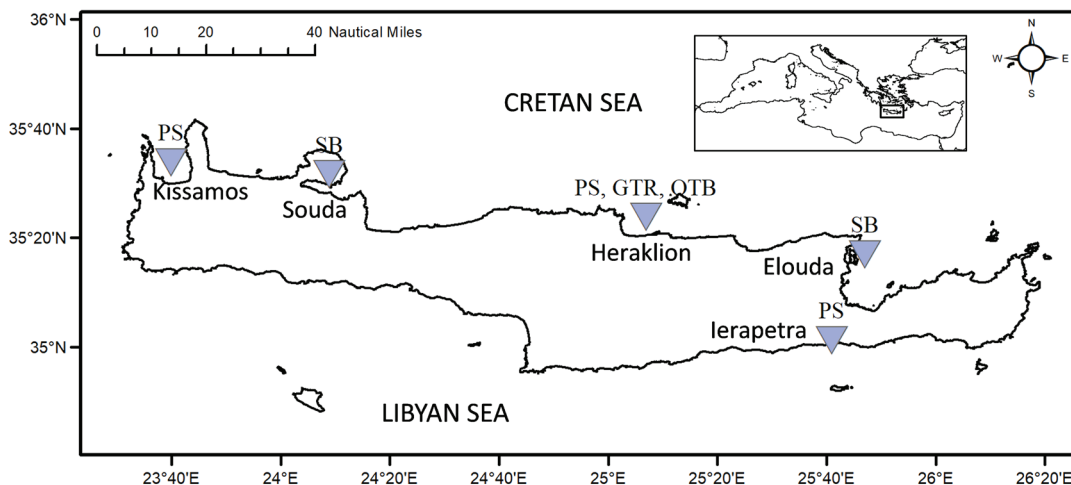 36°N
0 10 20 40 Nautical Miles
N
W E
S
CRETAN SEA
35°40'N
PS
SB
Kissamos
Souda
PS, GTR, OTB
35°20'N
Heraklion
SB
Elouda
PS
Ierapetra
35°N
LIBYAN SEA
23°40'E 24°E 24°20'E 24°40'E 25°E 25°20'E 25°40'E 26°E 26°20'E